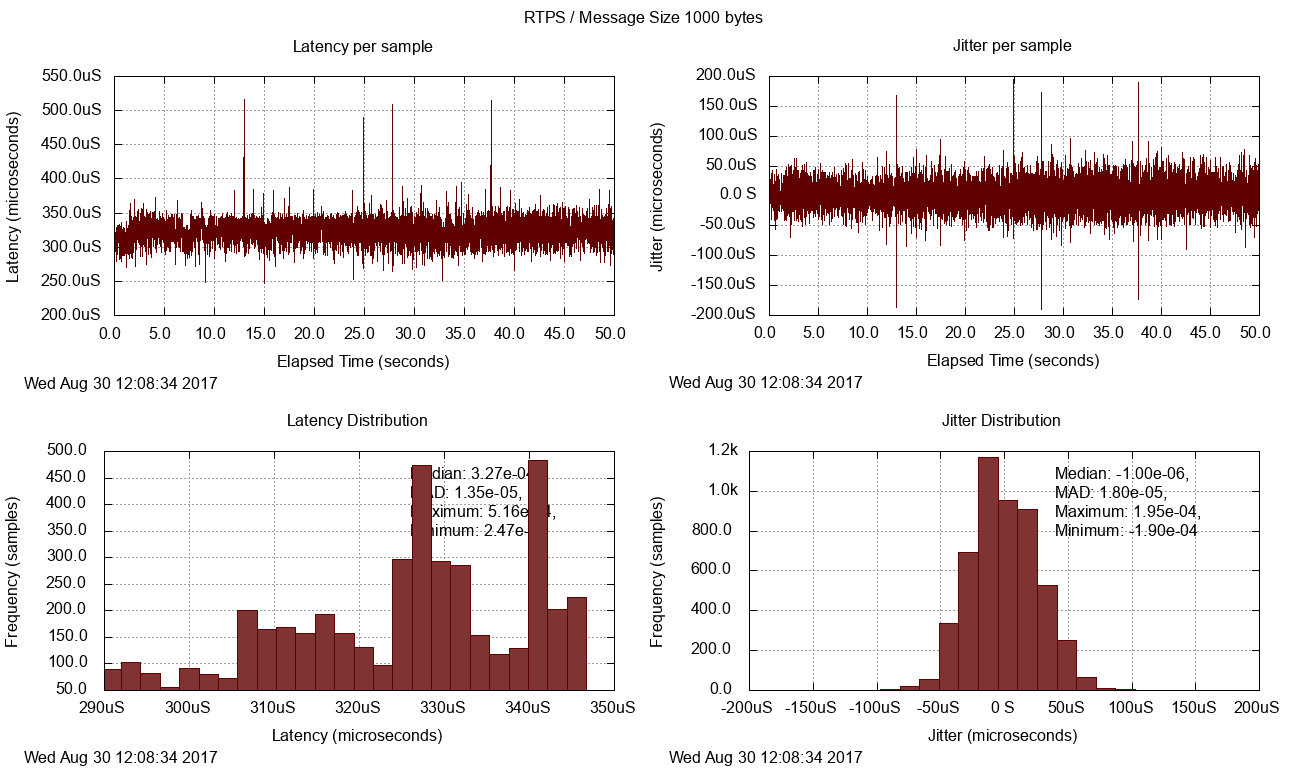 RTPS / Message Size 1000 bytes
Latency per sample
550.0uS
500.0uS
450.0uS
400.0uS
350.0uS
300.0uS
250.0uS
200.0uS
Latency (microseconds)
0.0 5.0 10.0 15.0 20.0 25.0 30.0 35.0 40.0 45.0 50.0
Elapsed Time (seconds)
Wed Aug 30 12:08:34 2017
Jitter per sample
200.0uS
150.0uS
100.0uS
50.0uS
0.0 S
-50.0uS
-100.0uS
-150.0uS
-200.0uS
Jitter (microseconds)
0.0 5.0 10.0 15.0 20.0 25.0 30.0 35.0 40.0 45.0 50.0
Elapsed Time (seconds)
Wed Aug 30 12:08:34 2017
Latency Distribution
500.0
450.0
400.0
350.0
300.0
250.0
200.0
150.0
100.0
50.0
Frequency (samples)
Median: 3.27e-04
MAD: 1.35e-05,
Maximum: 5.16e-04,
Minimum: 2.47e-
290uS 300uS 310uS 320uS 330uS 340uS 350uS
Latency (microseconds)
Wed Aug 30 12:08:34 2017
Jitter Distribution
1.2k
1.0k
800.0
600.0
400.0
200.0
0.0
Frequency (samples)
Median: -1.00e-06,
MAD: 1.80e-05,
Maximum: 1.95e-04,
Minimum: -1.90e-04
-200uS -150uS -100uS -50uS 0 S 50uS 100uS 150uS 200uS
Jitter (microseconds)
Wed Aug 30 12:08:34 2017